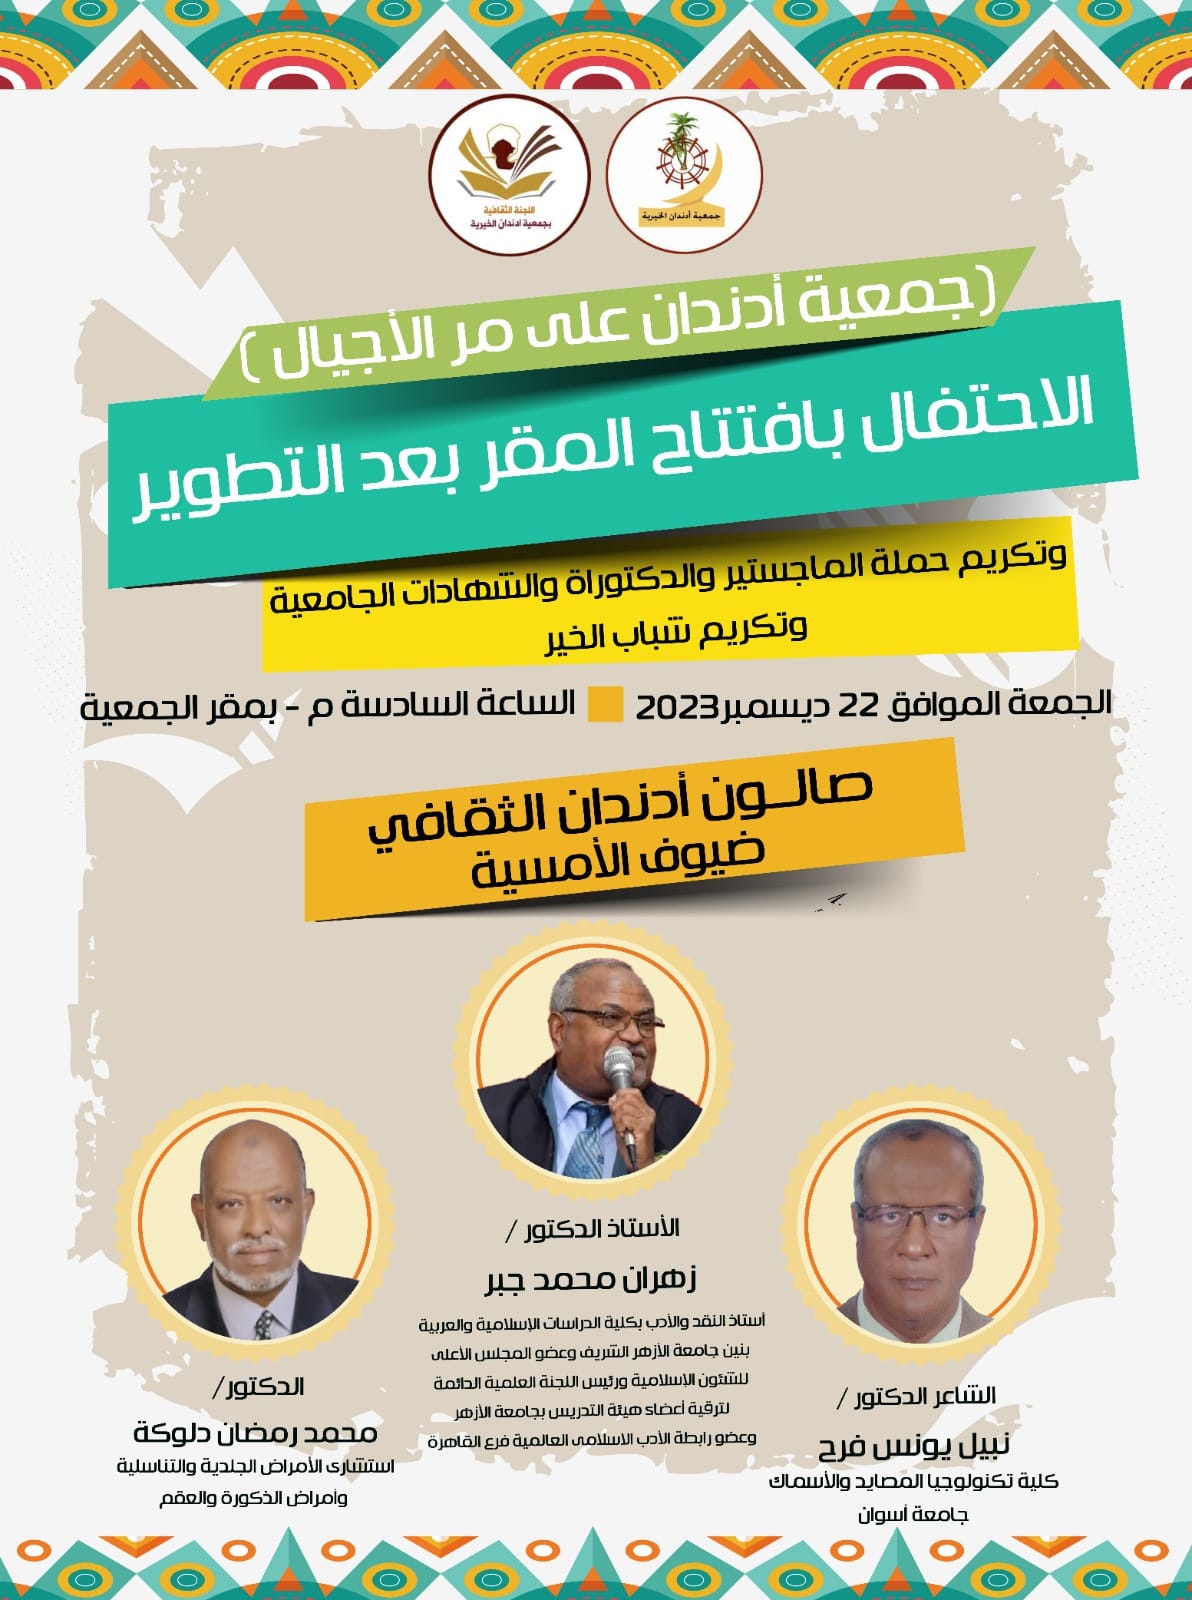 اللجنة الثقافية
بجمعية ادندان الخيرية
جمعية أدندان الخيرية
(جمعية أدندان على مر الأجيال )
الاحتفال بافتتاح المقر بعد التطوير
وتكريم حملة الماجستير والدكتوراة والشهادات الجامعية
وتكريم شباب الخير
الجمعة الموافق 22 ديسمبر2023
الساعة السادسة م - بمقر الجمعية
صالـون أدندان الثقافي
ضيوف الأمسية
الأستاذ الدكتور /
زهران محمد جبر
أستاذ النقد والأدب بكلية الدراسات الإسلامية والعربية
بنين جامعة الأزهر الشريف وعضو المجلس الأعلى
للشئون الإسلامية ورئيس اللجنة العلمية الدائمة
لترقية أعضاء هيئة التدريس بجامعة الأزهر
وعضو رابطة الأدب الاسلامى العالمية فرع القاهرة
الشاعر الدكتور /
نبيل يونس فرح
كلية تكنولوجيا المصايد والأسماك
جامعة أسوان
الدكتور/
محمد رمضان دلوكة
استشارى الأمراض الجلدية والتناسلية
وأمراض الذكورة والعقم